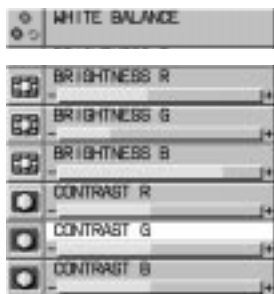 WHITE BALANCE
BRIGHTNESS R
- +
BRIGHTNESS G
- +
BRIGHTNESS B
- +
CONTRAST R
- +
CONTRAST G
- +
CONTRAST B
- +